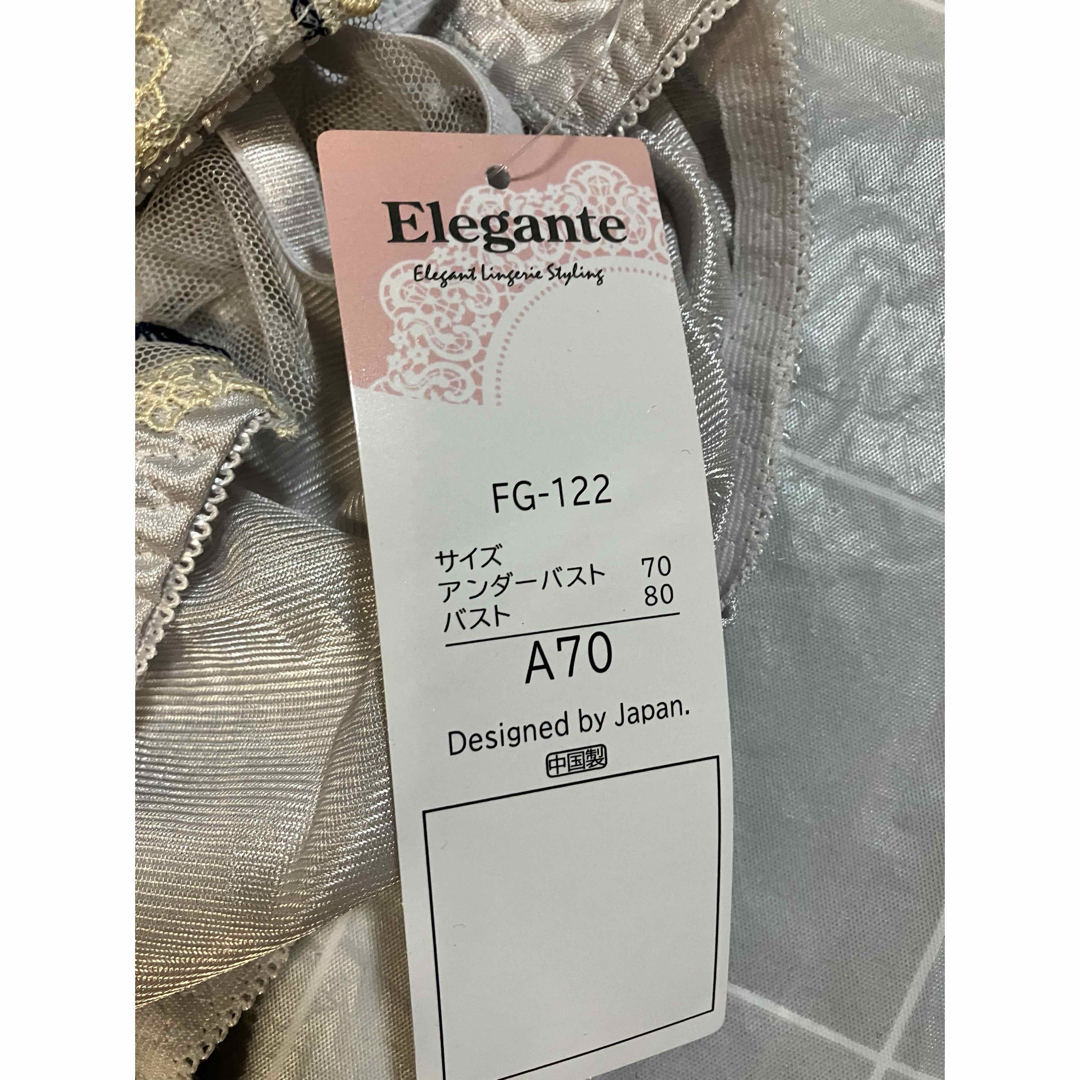 Elegante
Elegant Lingerie Styling
FG-122
サイズ
アンダーバスト 70
バスト 80
A70
Designed by Japan.
中国製